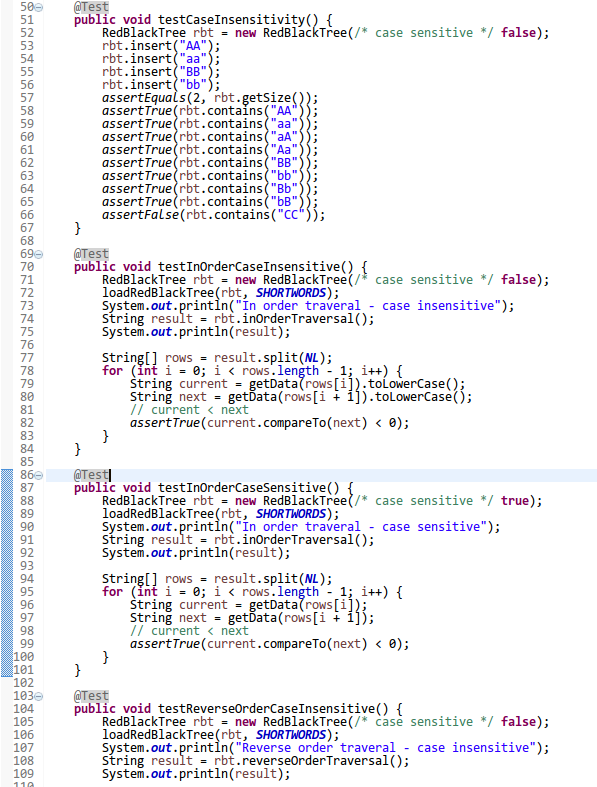 50 @Test
51 public void testCaseInsensitivity() {
52 RedBlackTree rbt = new RedBlackTree(/* case sensitive */ false);
53 rbt.insert("AA");
54 rbt.insert("aa");
55 rbt.insert("BB");
56 rbt.insert("bb");
57 assertEquals(2, rbt.getSize());
58 assertTrue(rbt.contains("AA"));
59 assertTrue(rbt.contains("aa"));
60 assertTrue(rbt.contains("aA"));
61 assertTrue(rbt.contains("Aa"));
62 assertTrue(rbt.contains("BB"));
63 assertTrue(rbt.contains("bb"));
64 assertTrue(rbt.contains("Bb"));
65 assertTrue(rbt.contains("bB"));
66 assertFalse(rbt.contains("CC"));
67 }
68
69 @Test
70 public void testInOrderCaseInsensitive() {
71 RedBlackTree rbt = new RedBlackTree(/* case sensitive */ false);
72 loadRedBlackTree(rbt, SHORTWORDS);
73 System.out.println("In order traveral - case insensitive");
74 String result = rbt.inOrderTraversal();
75 System.out.println(result);
76
77 String[] rows = result.split(NL);
78 for (int i = 0; i < rows.length - 1; i++) {
79 String current = getData(rows[i]).toLowerCase();
80 String next = getData(rows[i + 1]).toLowerCase();
81 // current < next
82 assertTrue(current.compareTo(next) < 0);
83 }
84 }
85
86 @Test
87 public void testInOrderCaseSensitive() {
88 RedBlackTree rbt = new RedBlackTree(/* case sensitive */ true);
89 loadRedBlackTree(rbt, SHORTWORDS);
90 System.out.println("In order traveral - case sensitive");
91 String result = rbt.inOrderTraversal();
92 System.out.println(result);
93
94 String[] rows = result.split(NL);
95 for (int i = 0; i < rows.length - 1; i++) {
96 String current = getData(rows[i]);
97 String next = getData(rows[i + 1]);
98 // current < next
99 assertTrue(current.compareTo(next) < 0);
100 }
101 }
102
103 @Test
104 public void testReverseOrderCaseInsensitive() {
105 RedBlackTree rbt = new RedBlackTree(/* case sensitive */ false);
106 loadRedBlackTree(rbt, SHORTWORDS);
107 System.out.println("Reverse order traveral - case insensitive");
108 String result = rbt.reverseOrderTraversal();
109 System.out.println(result);